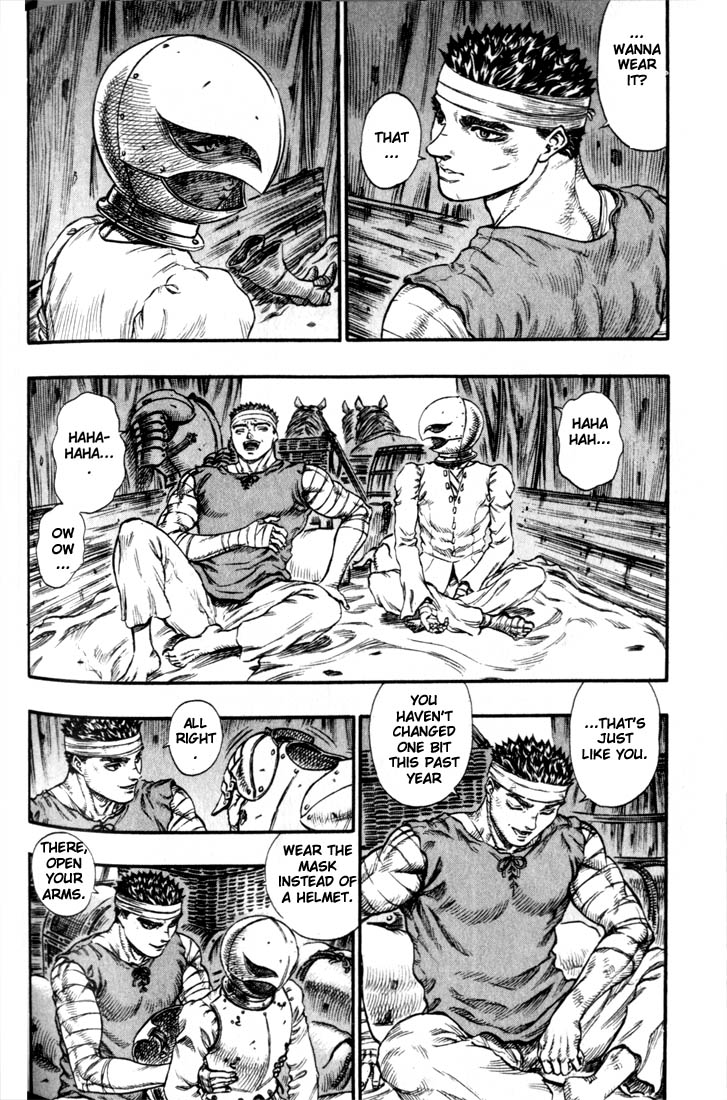 ...
WANNA
WEAR
IT?
THAT
...
HAHA
HAH...
HAHA-
HAHA...
.
OW
OW
...
...THAT'S
JUST
LIKE YOU.
YOU
HAVEN'T
CHANGED
ONE BIT
THIS PAST
YEAR
ALL
RIGHT
.
WEAR THE
MASK
INSTEAD OF
A HELMET.
THERE,
OPEN
YOUR
ARMS.